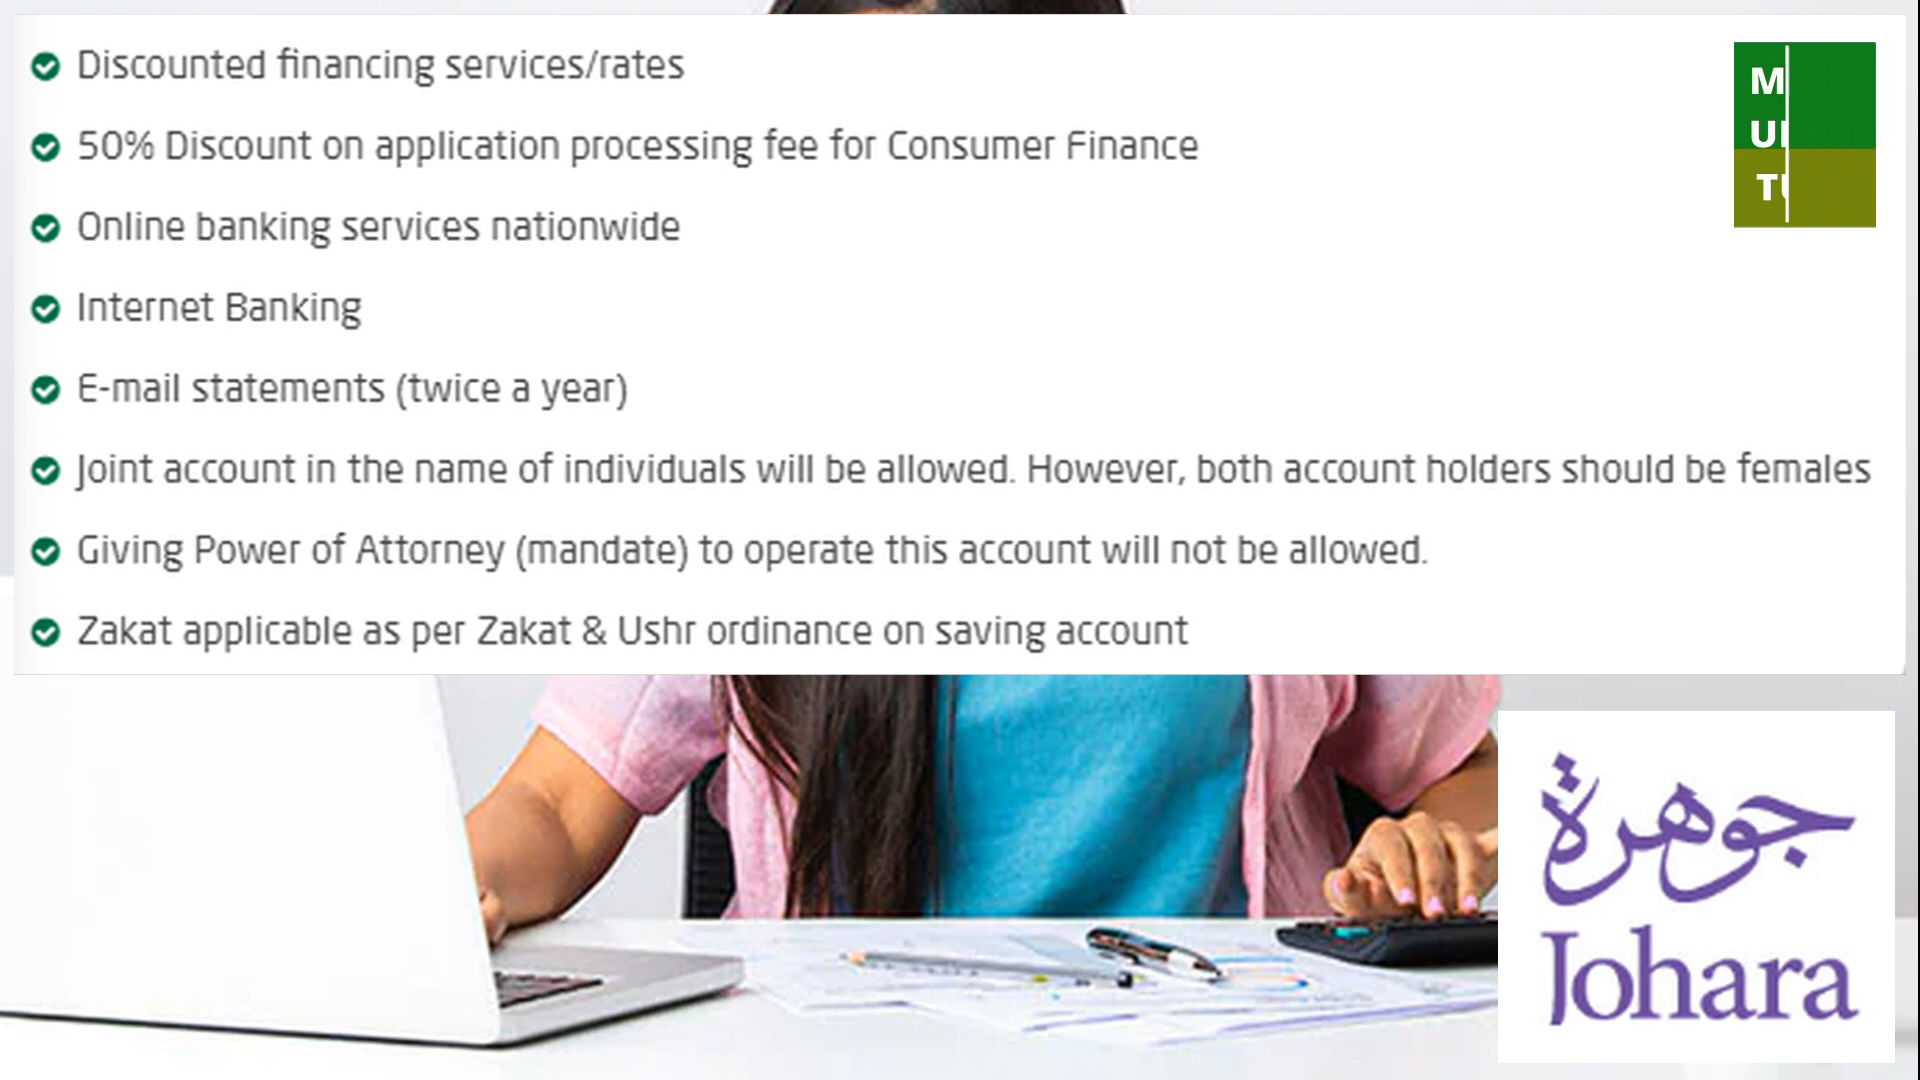 Discounted financing services/rates
50% Discount on application processing fee for Consumer Finance
Online banking services nationwide
Internet Banking
E-mail statements (twice a year)
Joint account in the name of individuals will be allowed. However, both account holders should be females
Giving Power of Attorney (mandate) to operate this account will not be allowed.
Zakat applicable as per Zakat & Ushr ordinance on saving account
جوهرة
Johara